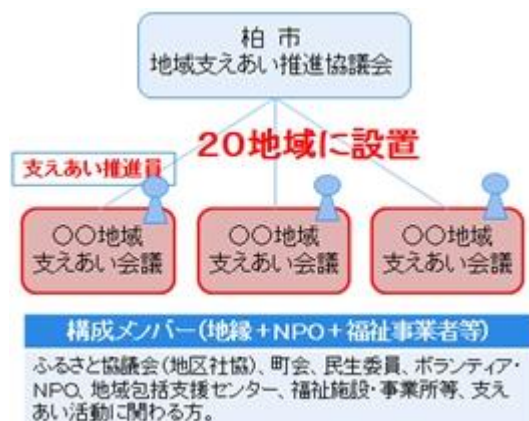 柏 市
地域支えあい推進協議会
20地域に設置
支えあい推進員
〇〇地域
支えあい会議
〇〇地域
支えあい会議
〇〇地域
支えあい会議
構成メンバー(地縁+NPO+福祉事業者等)
ふるさと協議会(地区社協)、町会、民生委員、ボランティア・
NPO、地域包括支援センター、福祉施設・事業所等、支え
あい活動に関わる方。